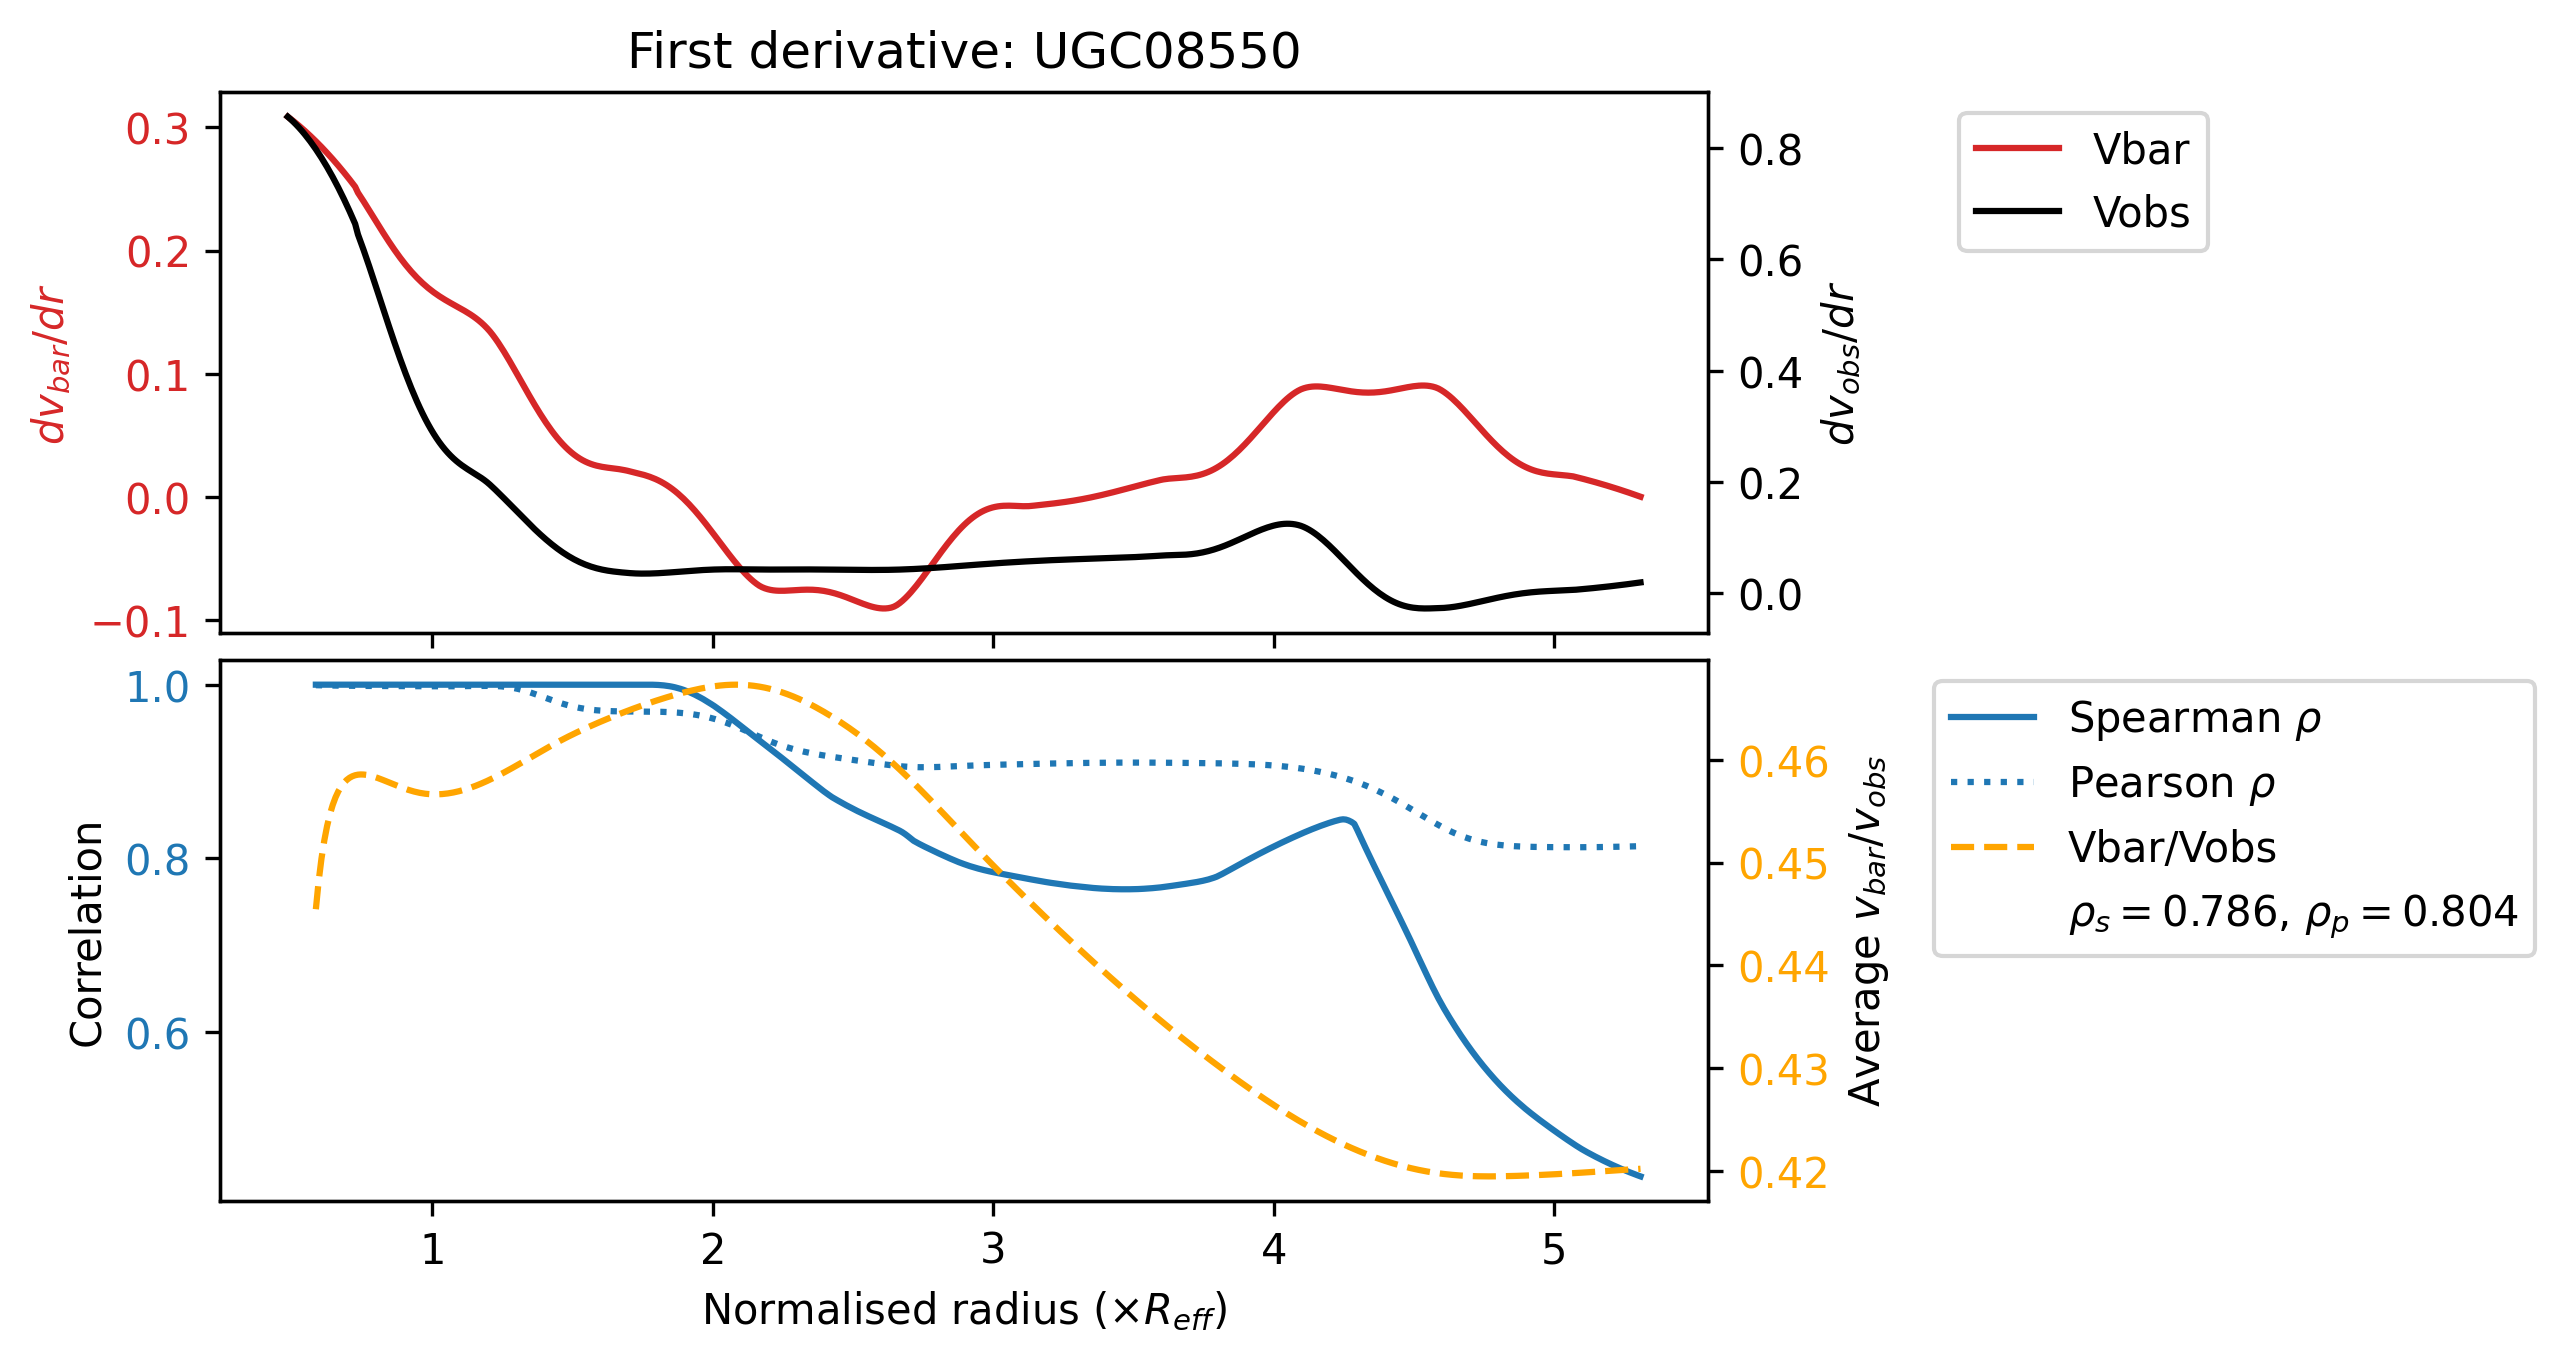 First derivative: UGC08550
0.3
0.2
0.1
0.0
−0.1
dv_bar/dr
0.8
0.6
0.4
0.2
0.0
dv_obs/dr
Vbar
Vobs
1.0
0.8
0.6
Correlation
0.46
0.45
0.44
0.43
0.42
Average v_bar/v_obs
Spearman ρ
Pearson ρ
Vbar/Vobs
ρ_s = 0.786, ρ_p = 0.804
1 2 3 4 5
Normalised radius (×R_eff)